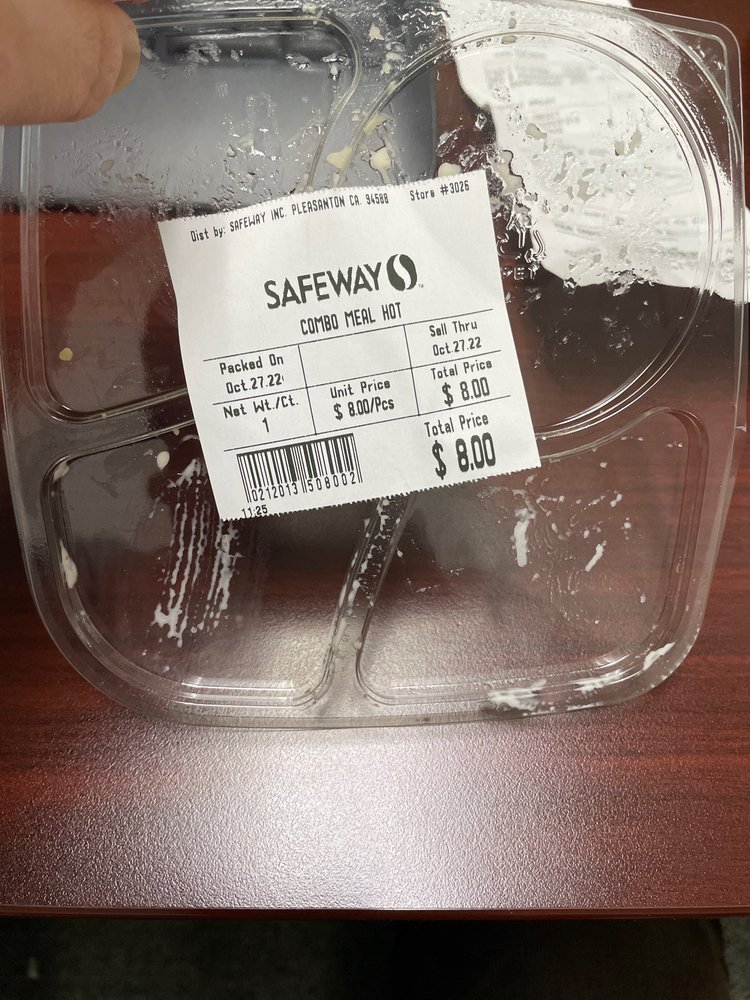 Dist by: SAFEWAY INC. PLEASANTON CA. 94588 Store #3026
SAFEWAY
COMBO MEAL HOT
Packed On
Oct.27.22
Sell Thru
Oct.27.22
Net Wt./Ct.
1
Unit Price
$ 8.00/Pcs
Total Price
$ 8.00
Total Price
$ 8.00
0212013 508002
11:25